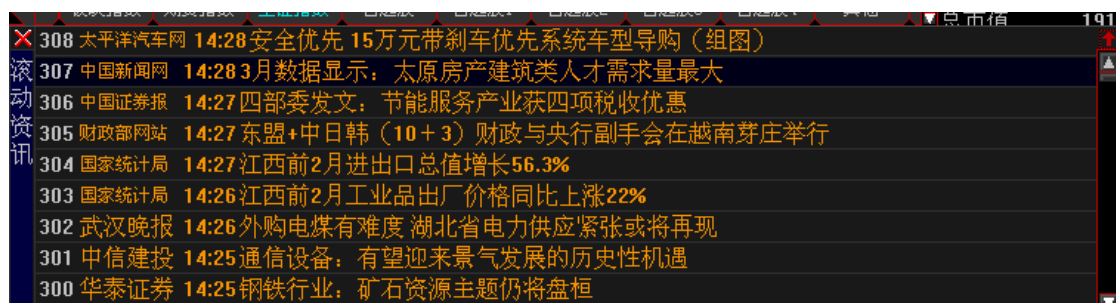 上证指数
总市值 191
308 太平洋汽车网 14:28 安全优先 15万元带刹车优先系统车型导购（组图）
307 中国新闻网 14:28 3月数据显示：太原房产建筑类人才需求量最大
306 中国证券报 14:27 四部委发文：节能服务产业获四项税收优惠
305 财政部网站 14:27 东盟+中日韩（10＋3）财政与央行副手会在越南芽庄举行
304 国家统计局 14:27 江西前2月进出口总值增长56.3%
303 国家统计局 14:26 江西前2月工业品出厂价格同比上涨22%
302 武汉晚报 14:26 外购电煤有难度 湖北省电力供应紧张或将再现
301 中信建投 14:25 通信设备：有望迎来景气发展的历史性机遇
300 华泰证券 14:25 钢铁行业：矿石资源主题仍将盘桓
滚动资讯